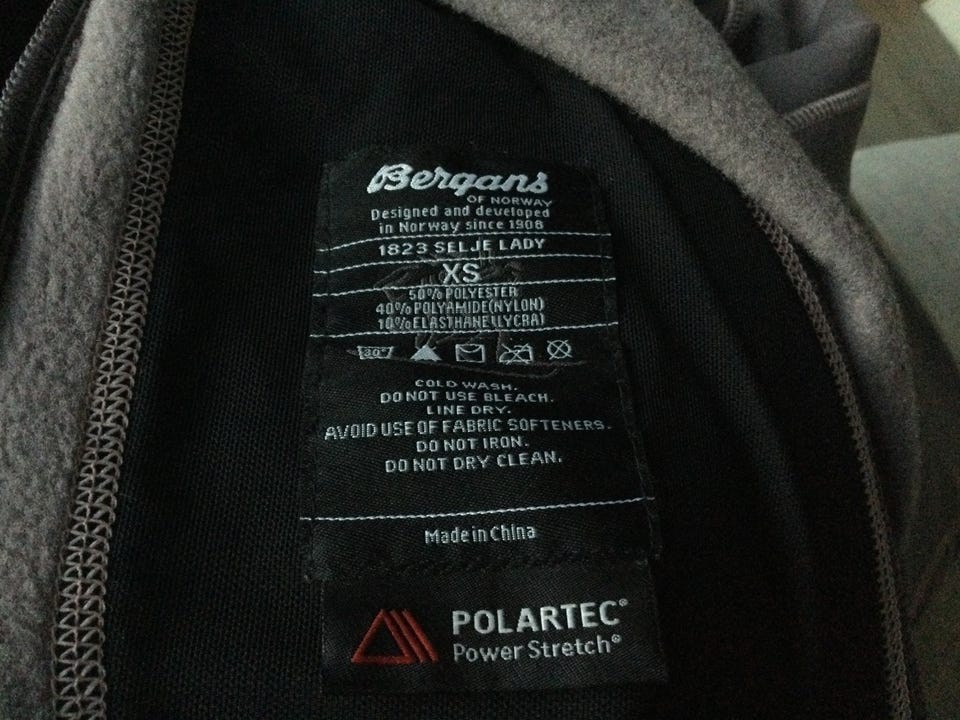 Bergans
OF NORWAY
Designed and developed
in Norway since 1908
1823 SELJE LADY
XS
50% POLYESTER
40% POLYAMIDE(NYLON)
10% ELASTHANE(LYCRA)
30°
COLD WASH.
DO NOT USE BLEACH.
LINE DRY.
AVOID USE OF FABRIC SOFTENERS.
DO NOT IRON.
DO NOT DRY CLEAN.
Made in China
POLARTEC®
Power Stretch®